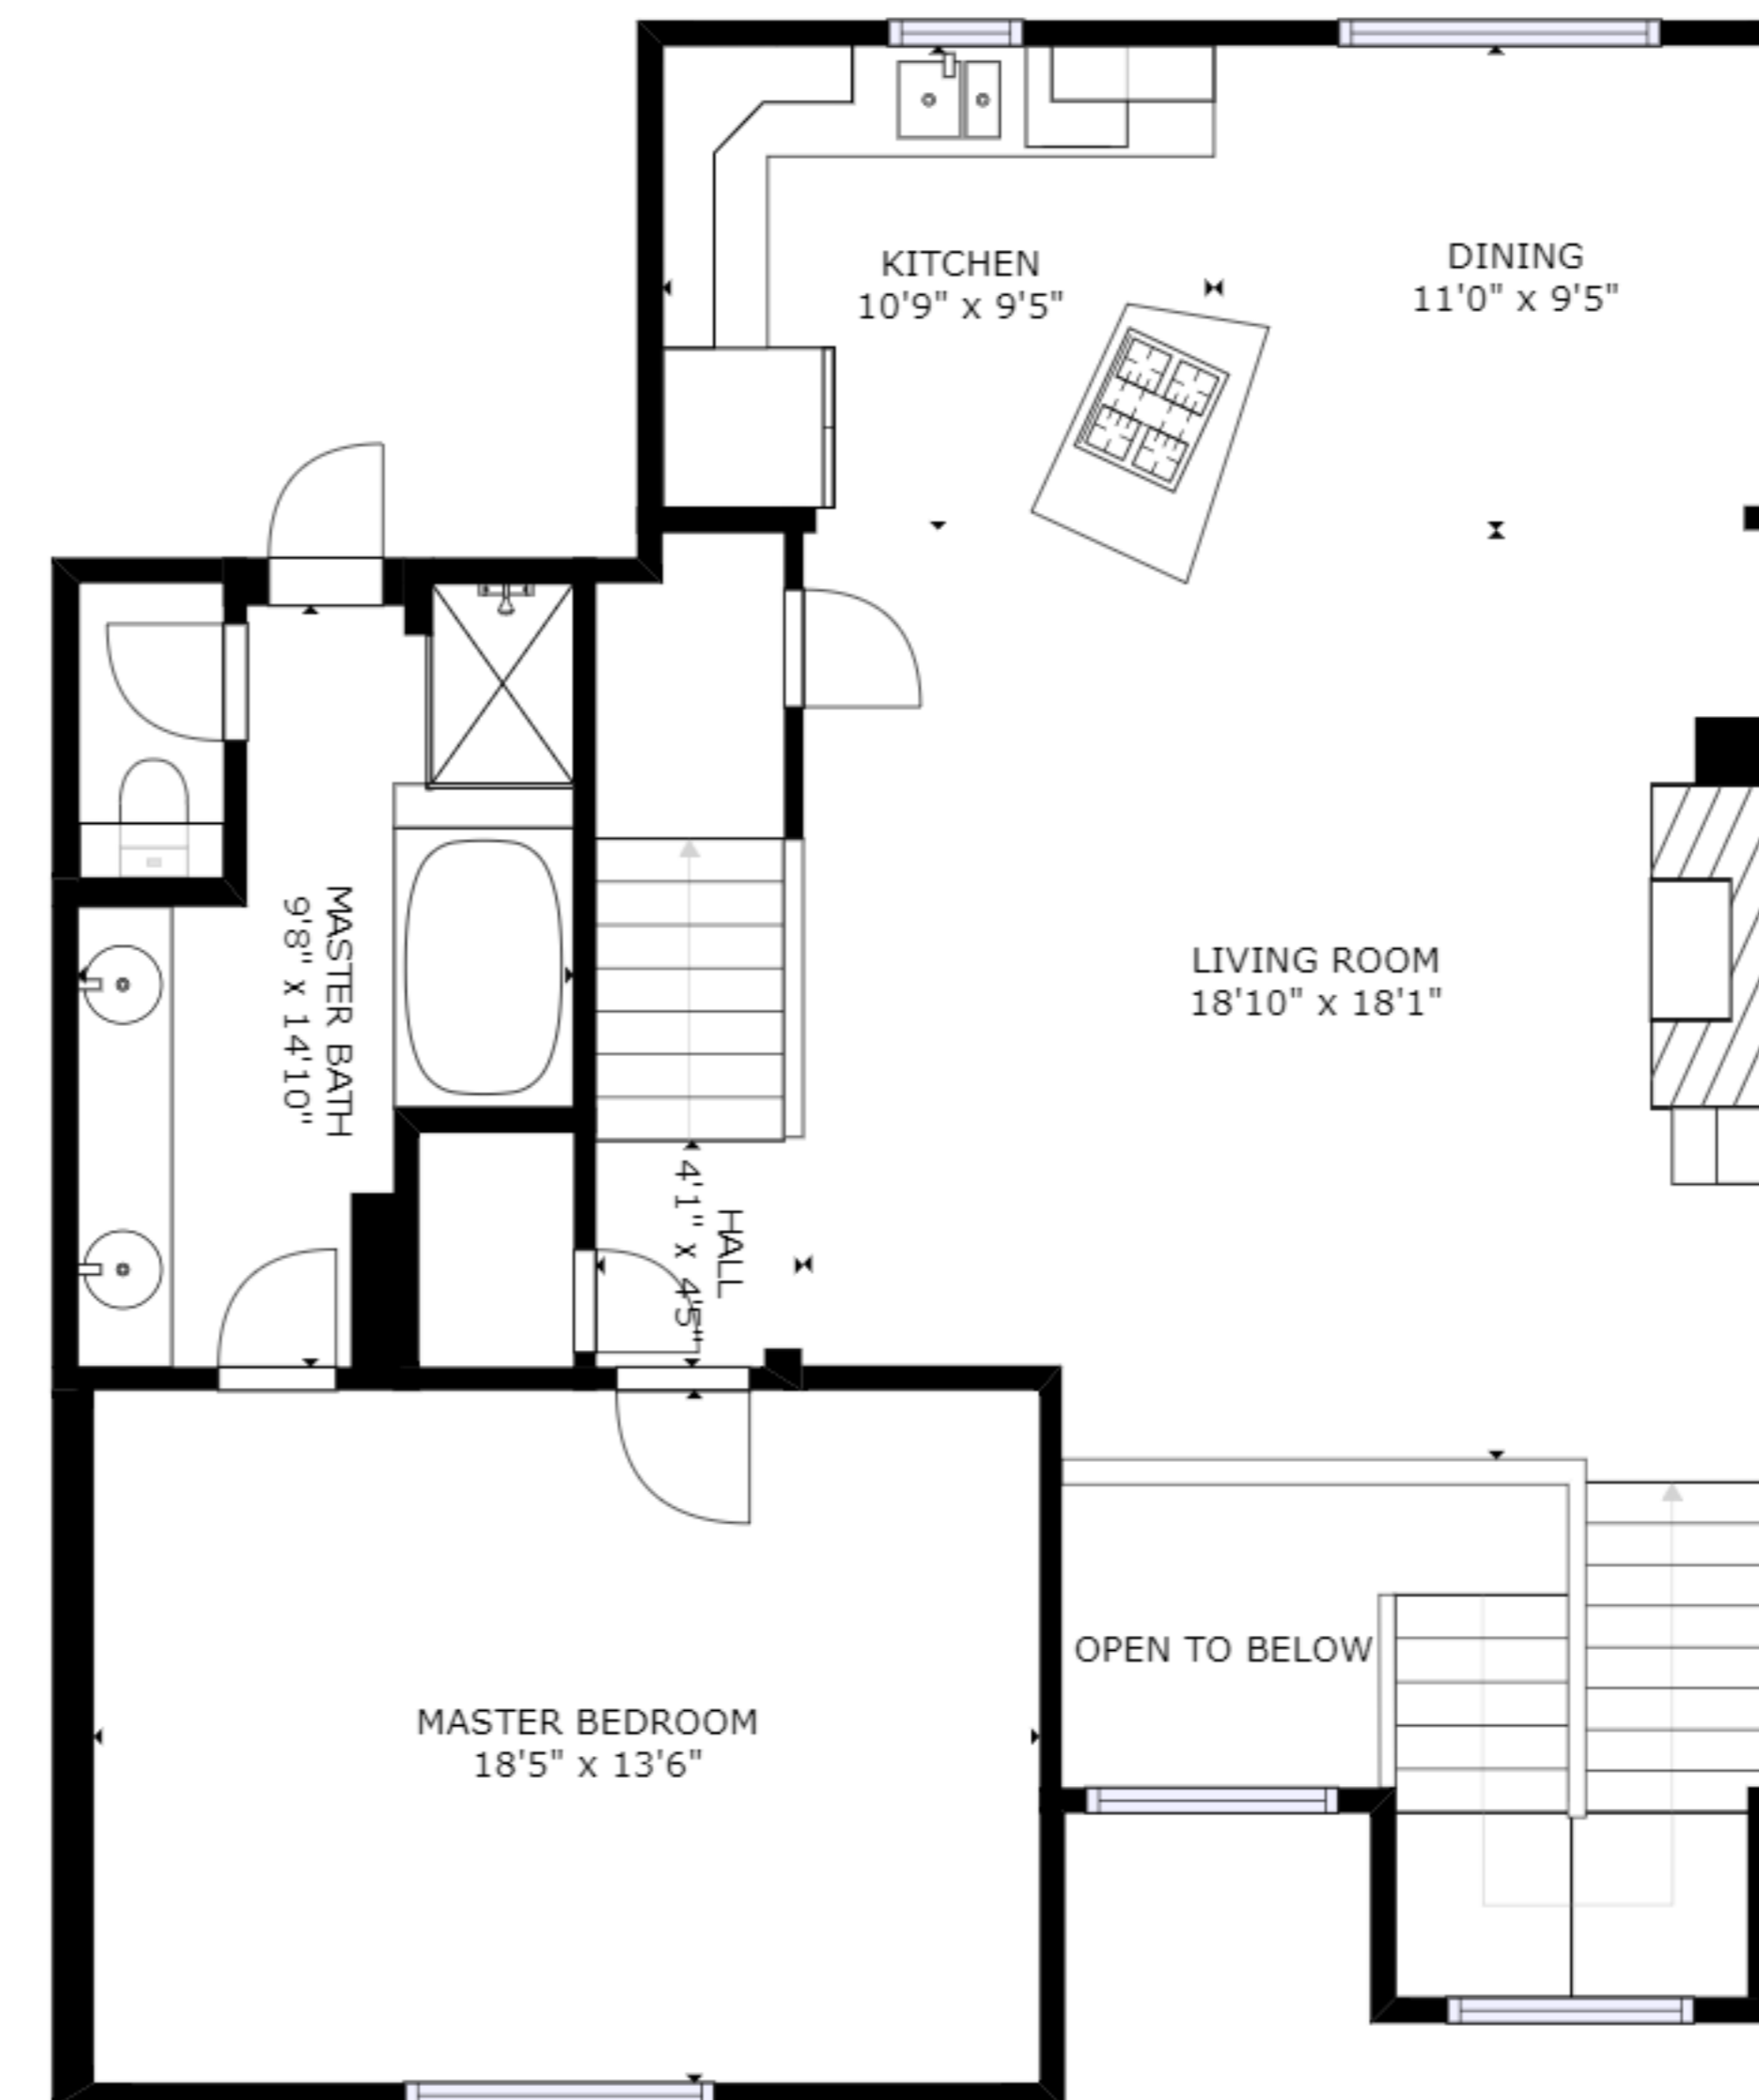 KITCHEN
10'9" x 9'5"
DINING
11'0" x 9'5"
MASTER BATH
9'8" x 14'10"
LIVING ROOM
18'10" x 18'1"
HALL
4'1" x 4'5"
OPEN TO BELOW
MASTER BEDROOM
18'5" x 13'6"